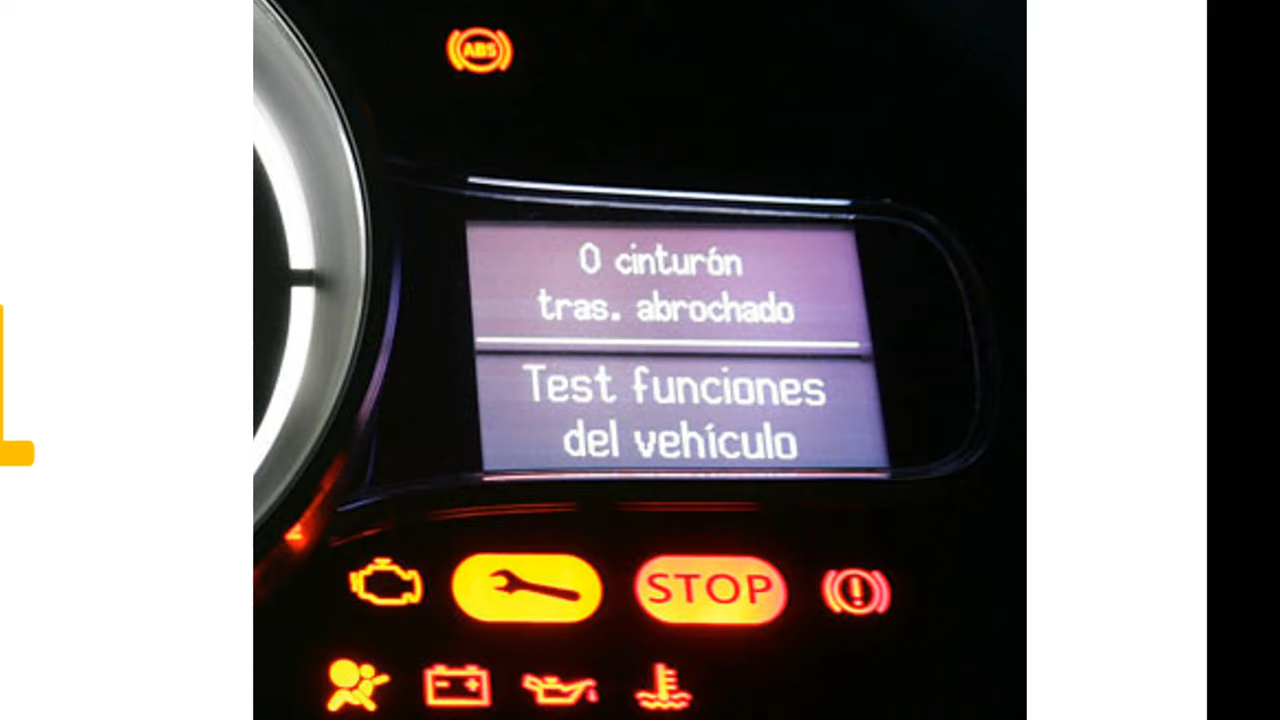 ABS
0 cinturón
tras. abrochado
Test funciones
del vehículo
STOP